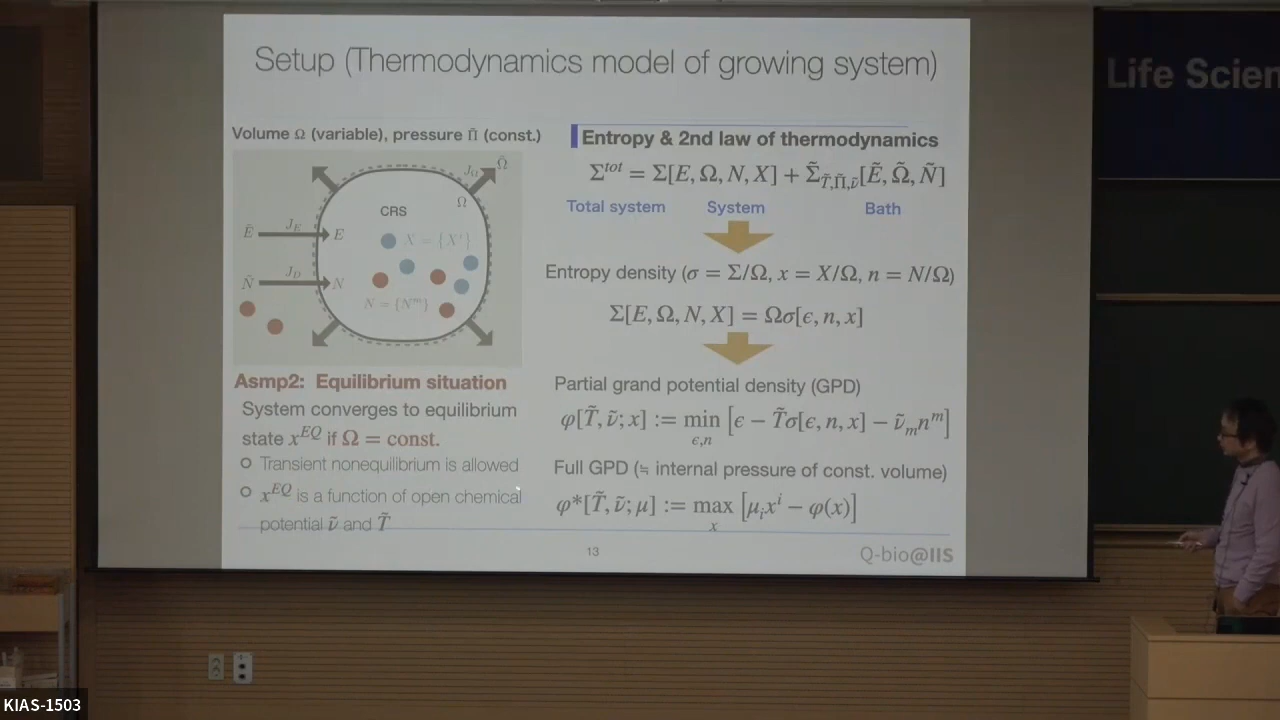 Setup (Thermodynamics model of growing system)
Life Scien
Volume Ω (variable), pressure Π̃ (const.)
J_Ω Ω̃
Ω
CRS
Ẽ J_E E
X = {X^i}
Ñ J_D N
N = {N^m}
Asmp2: Equilibrium situation
System converges to equilibrium
state x^{EQ} if Ω = const.
Transient nonequilibrium is allowed
x^{EQ} is a function of open chemical
potential ν̃ and T̃
Entropy & 2nd law of thermodynamics
Σ^{tot} = Σ[E, Ω, N, X] + Σ̃_{T̃,Π̃,ν̃}[Ẽ, Ω̃, Ñ]
Total system System Bath
Entropy density (σ = Σ/Ω, x = X/Ω, n = N/Ω)
Σ[E, Ω, N, X] = Ωσ[ϵ, n, x]
Partial grand potential density (GPD)
φ[T̃, ν̃; x] := min_{ϵ,n} [ϵ − T̃σ[ϵ, n, x] − ν̃_m n^m]
Full GPD (≒ internal pressure of const. volume)
φ*[T̃, ν̃; μ] := max_x [μ_i x^i − φ(x)]
13
Q-bio@IIS
KIAS-1503